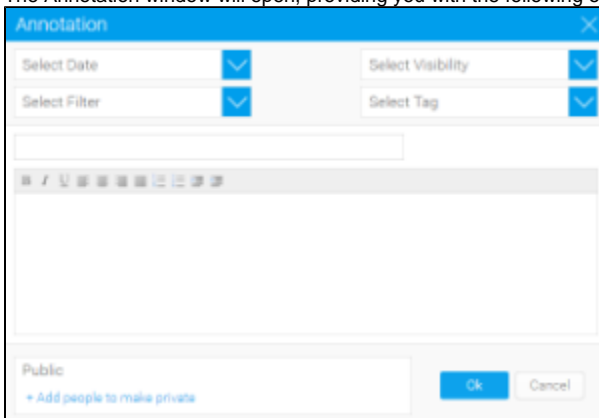 The Annotation window will open, providing you with the following
Annotation
Select Date
Select Visibility
Select Filter
Select Tag
B I U
Public
+ Add people to make private
Ok
Cancel